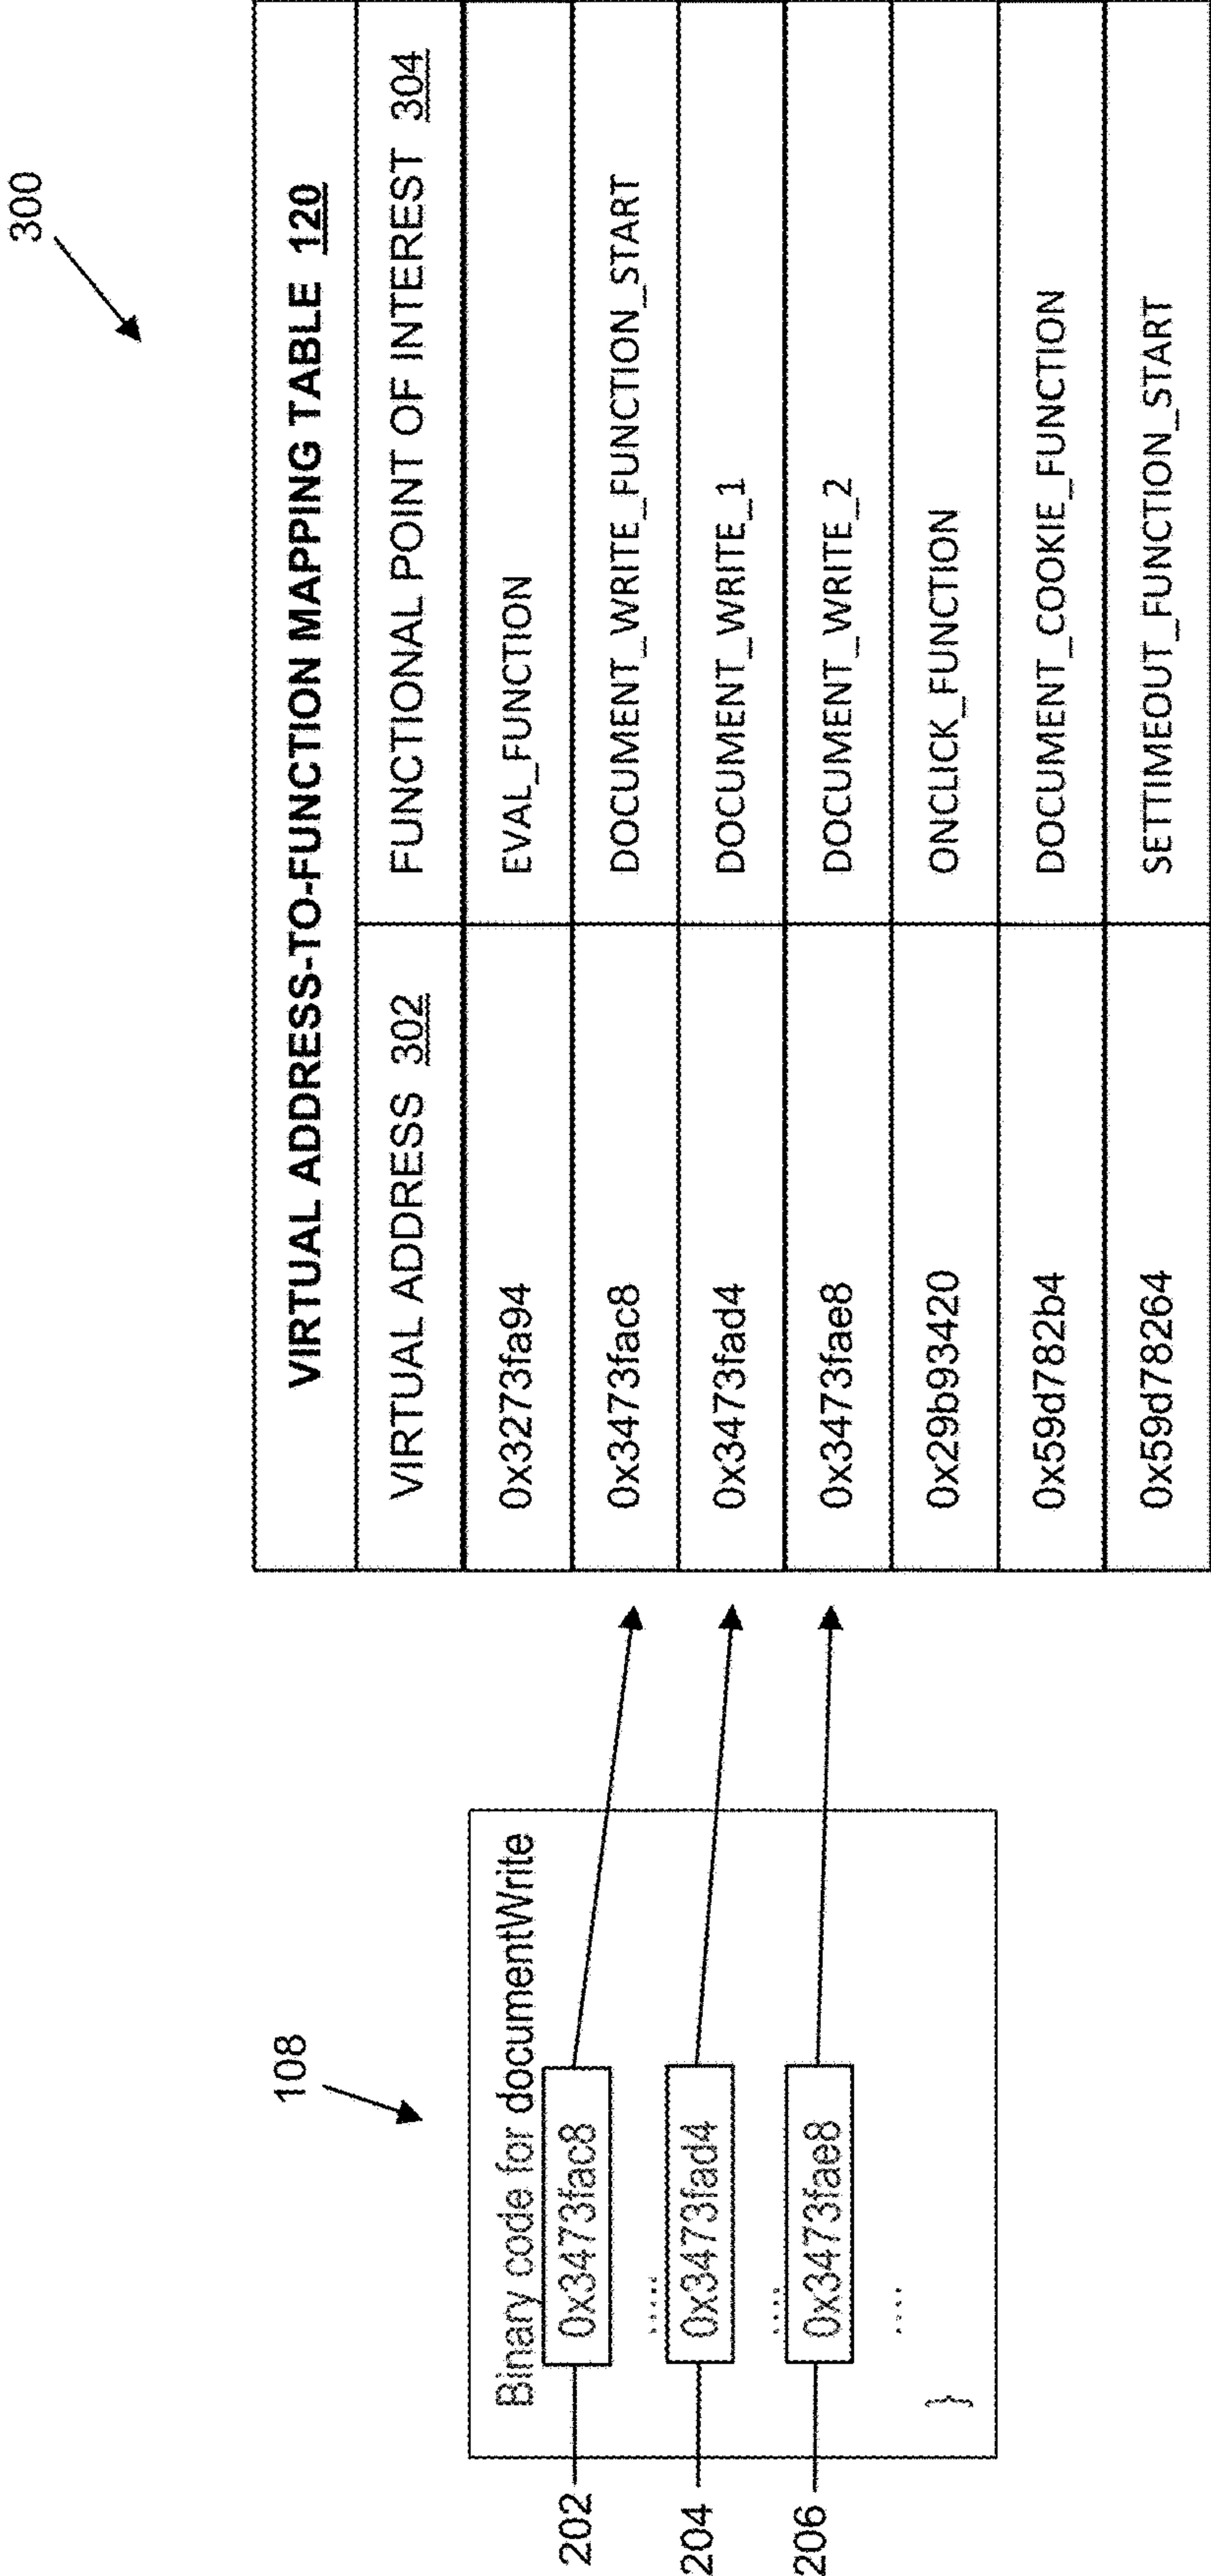 300
108
Binary code for documentWrite
202
0x3473fac8
.....
204
0x3473fad4
....
206
0x3473fae8
....
}
VIRTUAL ADDRESS-TO-FUNCTION MAPPING TABLE 120
VIRTUAL ADDRESS 302 FUNCTIONAL POINT OF INTEREST 304
0x3273fa94 EVAL_FUNCTION
0x3473fac8 DOCUMENT_WRITE_FUNCTION_START
0x3473fad4 DOCUMENT_WRITE_1
0x3473fae8 DOCUMENT_WRITE_2
0x29b93420 ONCLICK_FUNCTION
0x59d782b4 DOCUMENT_COOKIE_FUNCTION
0x59d78264 SETTIMEOUT_FUNCTION_START